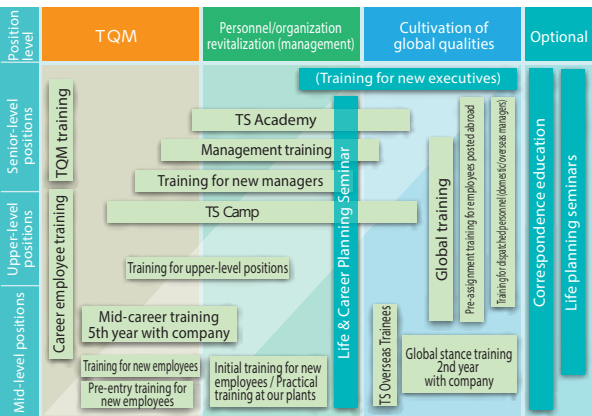 Position
level
TQM
Personnel/organization
revitalization (management)
Cultivation of
global qualities
Optional
Senior-level
positions
Upper-level
positions
Mid-level positions
(Training for new executives)
TQM training
TS Academy
Management training
Training for new managers
Career employee training
TS Camp
Training for upper-level positions
Mid-career training
5th year with company
Training for new employees
Pre-entry training for
new employees
Initial training for new
employees / Practical
training at our plants
Life & Career Planning Seminar
TS Overseas Trainees
Global training
Pre-assignment training for employees posted abroad
Training for dispatched personnel (domestic/overseas managers)
Global stance training
2nd year
with company
Correspondence education
Life planning seminars